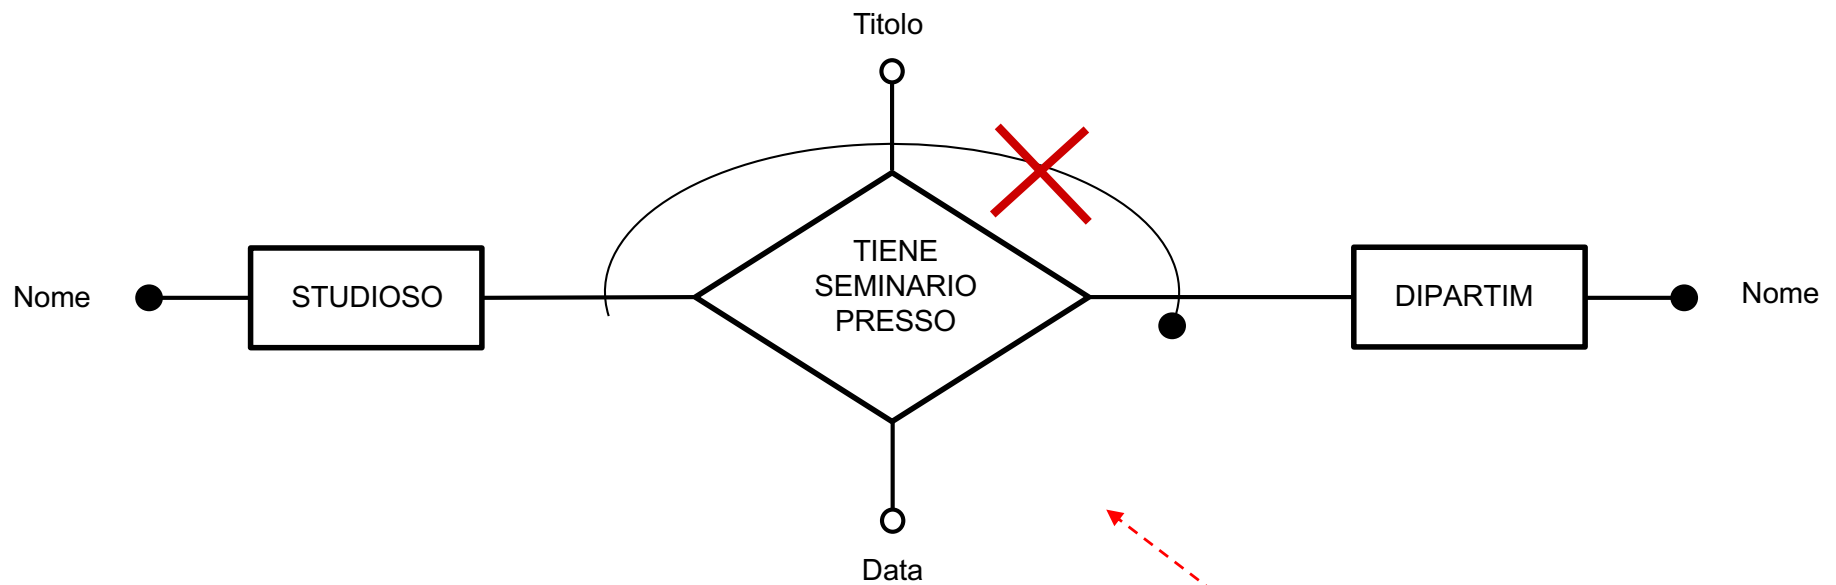 Titolo
Nome
STUDIOSO
TIENE
SEMINARIO
PRESSO
DIPARTIM
Nome
Data